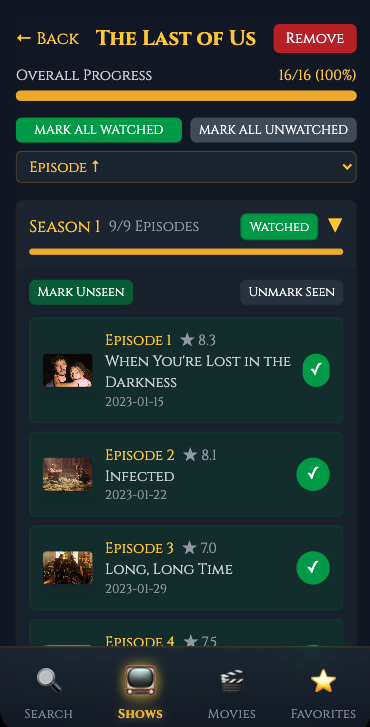 ← Back The Last of Us Remove
Overall Progress 16/16 (100%)
Mark All Watched Mark All Unwatched
Episode ↑
Season 1 9/9 Episodes Watched ▼
Mark Unseen Unmark Seen
Episode 1 ★ 8.3
When You're Lost in the
Darkness
2023-01-15
Episode 2 ★ 8.1
Infected
2023-01-22
Episode 3 ★ 7.0
Long, Long Time
2023-01-29
Episode 4 ★ 7.5
Search Shows Movies Favorites